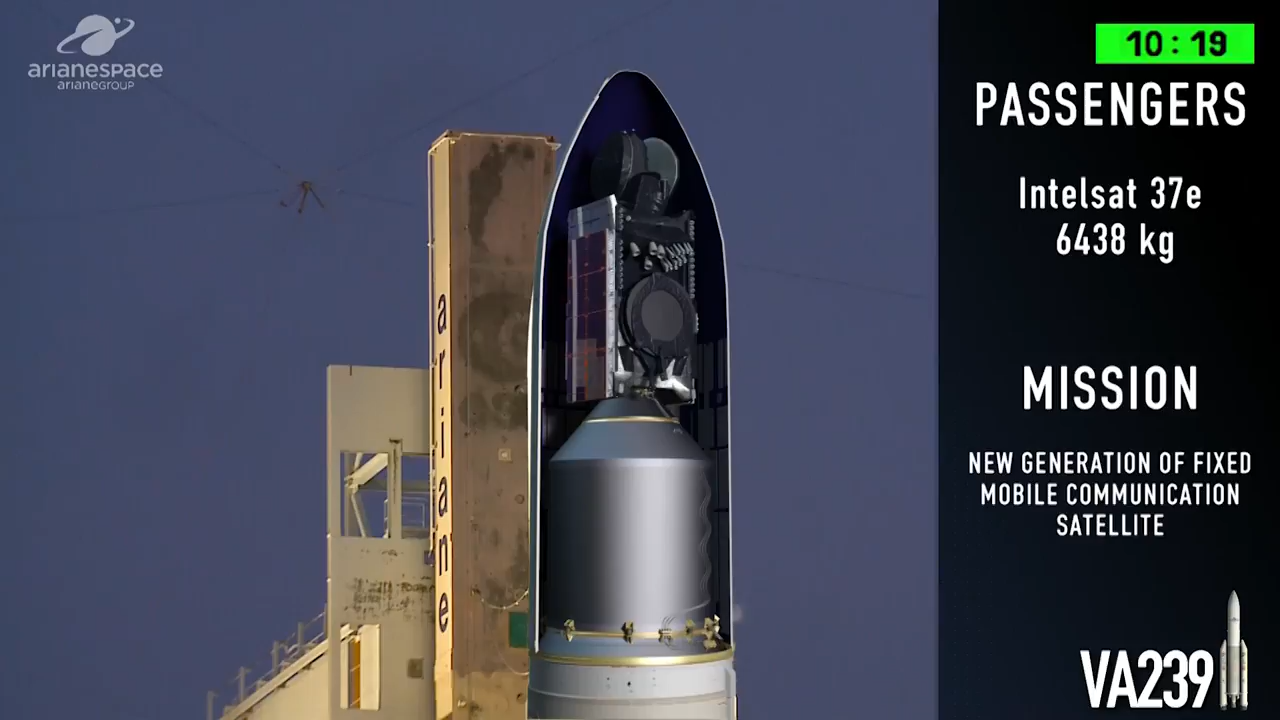 arianespace
arianeGROUP
ariane
10:19
PASSENGERS
Intelsat 37e
6438 kg
MISSION
NEW GENERATION OF FIXED
MOBILE COMMUNICATION
SATELLITE
VA239